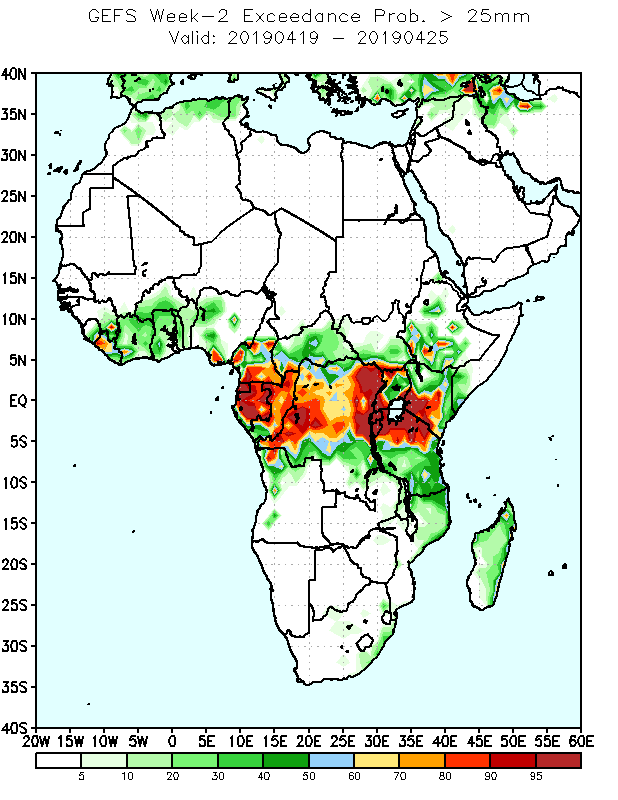 GEFS Week-2 Exceedance Prob. > 25mm
Valid: 20190419 - 20190425
40N
35N
30N
25N
20N
15N
10N
5N
EQ
5S
10S
15S
20S
25S
30S
35S
40S
20W 15W 10W 5W 0 5E 10E 15E 20E 25E 30E 35E 40E 45E 50E 55E 60E
5 10 20 30 40 50 60 70 80 90 95